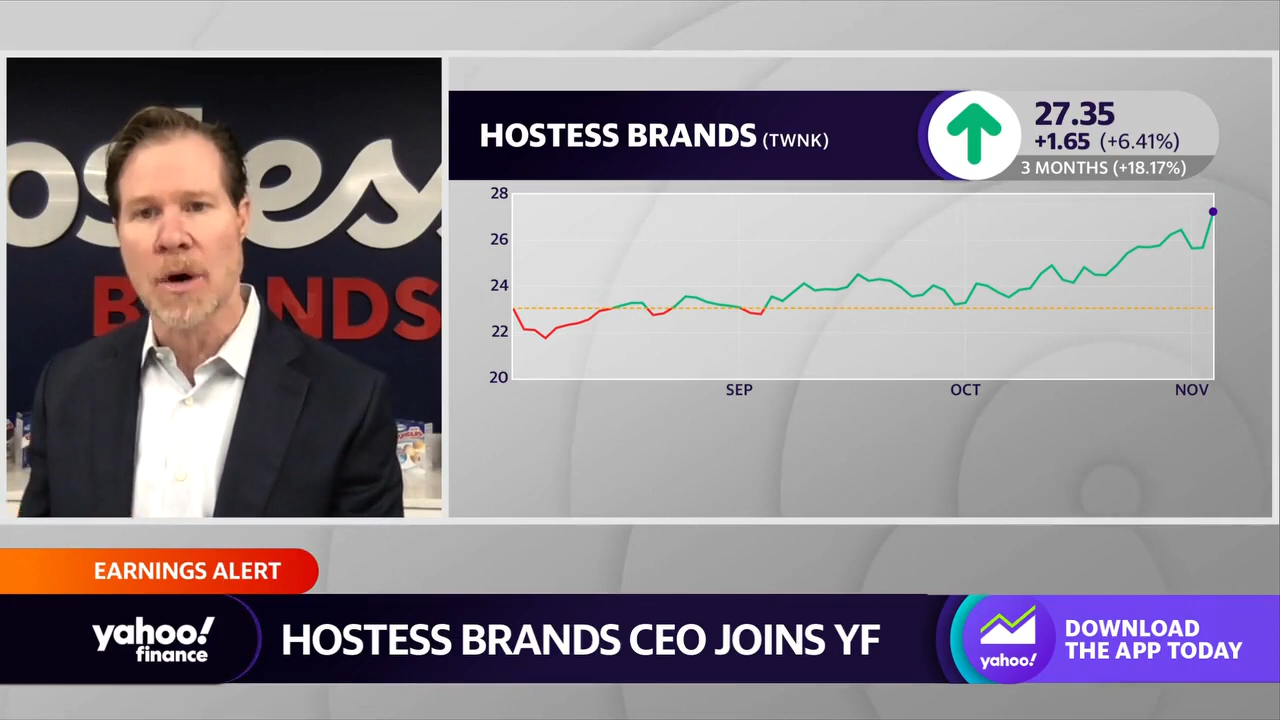 ostess
BRANDS
HOSTESS BRANDS (TWNK)
27.35
+1.65 (+6.41%)
3 MONTHS (+18.17%)
28
26
24
22
20
SEP OCT NOV
EARNINGS ALERT
yahoo!
finance
HOSTESS BRANDS CEO JOINS YF
yahoo!
DOWNLOAD
THE APP TODAY